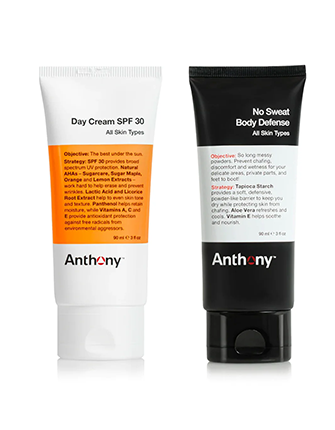 Day Cream SPF 30
All Skin Types
Objective: The best under the sun.
Strategy: SPF 30 provides broad
spectrum UV protection. Natural
AHAs – Sugarcare, Sugar Maple,
Orange and Lemon Extracts –
work hard to help erase and prevent
wrinkles. Lactic Acid and Licorice
Root Extract help to even skin tone
and texture. Panthenol helps retain
moisture, while Vitamins A, C and
E provide antioxidant protection
against free radicals from
environmental aggressors.
90 ml e 3 fl oz
Anthony™
No Sweat
Body Defense
All Skin Types
Objective: So long messy
powders. Prevent chafing,
discomfort and wetness for your
delicate areas, private parts, and
feet to boot!
Strategy: Tapioca Starch
provides a soft, defensive,
powder-like barrier to keep you
dry while protecting skin from
chafing. Aloe Vera refreshes and
cools. Vitamin E helps soothe
and nourish.
90 ml e 3 fl oz
Anthony™